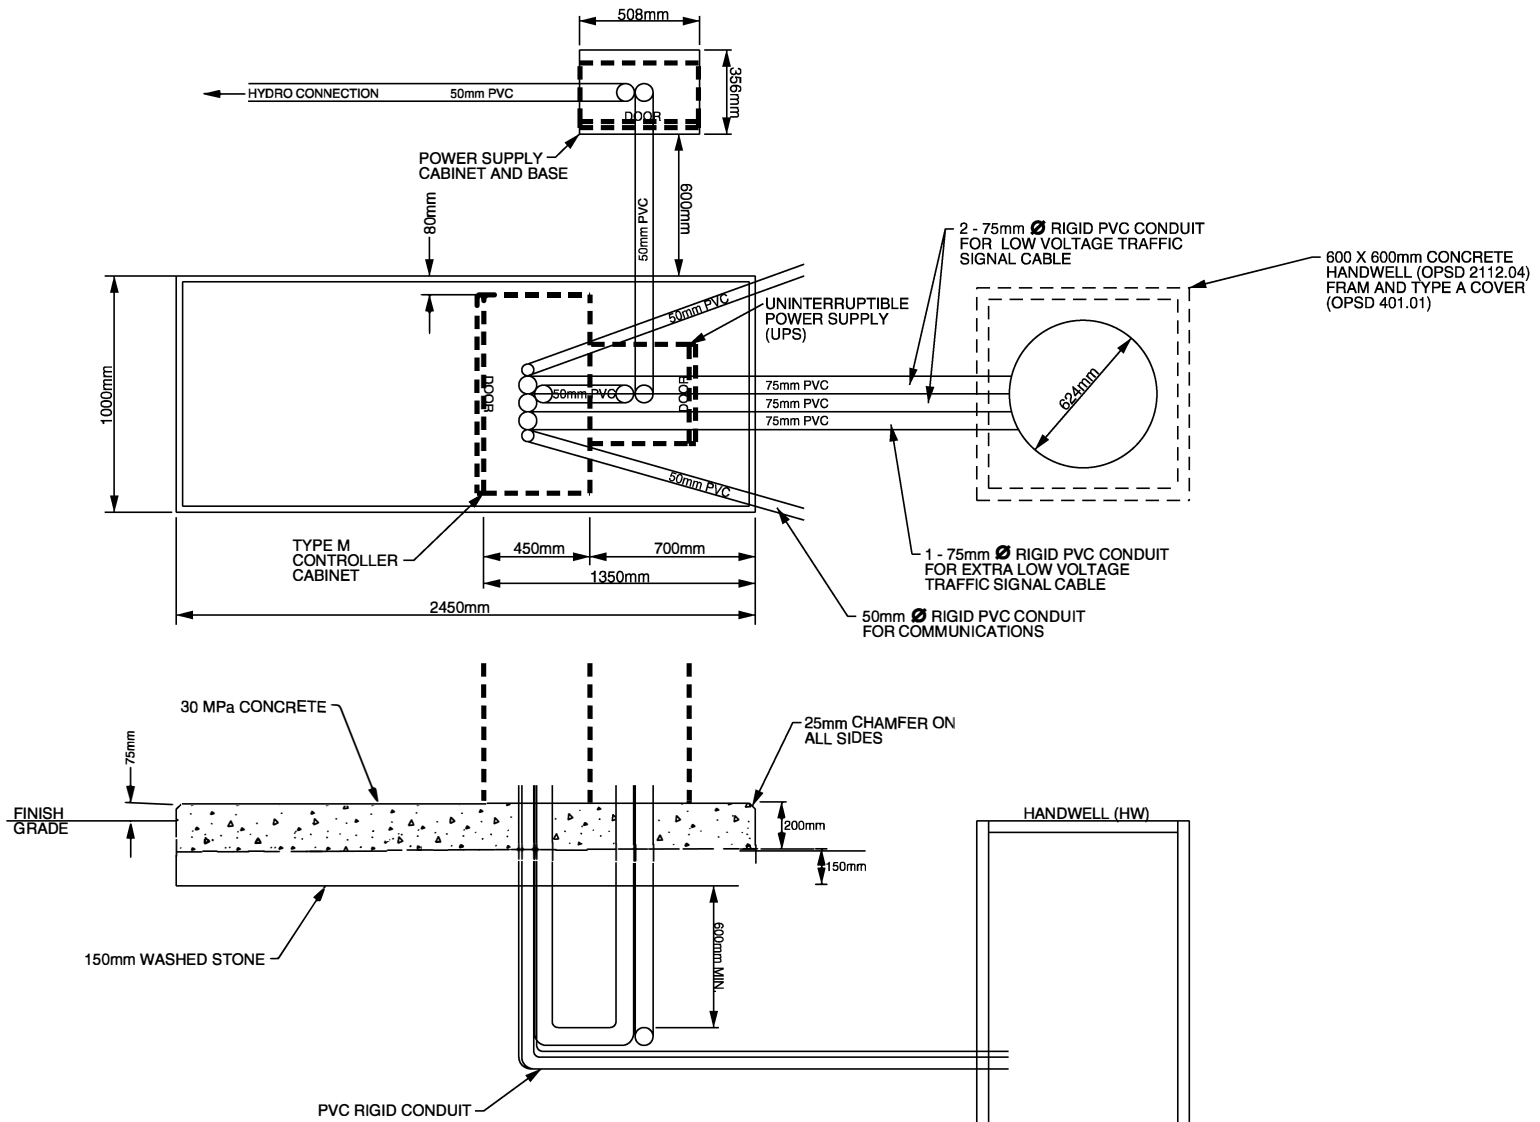 508mm
356mm
HYDRO CONNECTION
50mm PVC
DOOR
POWER SUPPLY
CABINET AND BASE
80mm
50mm PVC
600mm
2 - 75mm Ø RIGID PVC CONDUIT
FOR LOW VOLTAGE TRAFFIC
SIGNAL CABLE
600 X 600mm CONCRETE
HANDWELL (OPSD 2112.04)
FRAM AND TYPE A COVER
(OPSD 401.01)
50mm PVC
UNINTERRUPTIBLE
POWER SUPPLY
(UPS)
1000mm
DOOR
50mm PVC
DOOR
75mm PVC
75mm PVC
75mm PVC
624mm
50mm PVC
TYPE M
CONTROLLER
CABINET
450mm
700mm
1350mm
2450mm
1 - 75mm Ø RIGID PVC CONDUIT
FOR EXTRA LOW VOLTAGE
TRAFFIC SIGNAL CABLE
50mm Ø RIGID PVC CONDUIT
FOR COMMUNICATIONS
30 MPa CONCRETE
25mm CHAMFER ON
ALL SIDES
75mm
FINISH
GRADE
200mm
150mm
HANDWELL (HW)
150mm WASHED STONE
600mm MIN.
PVC RIGID CONDUIT